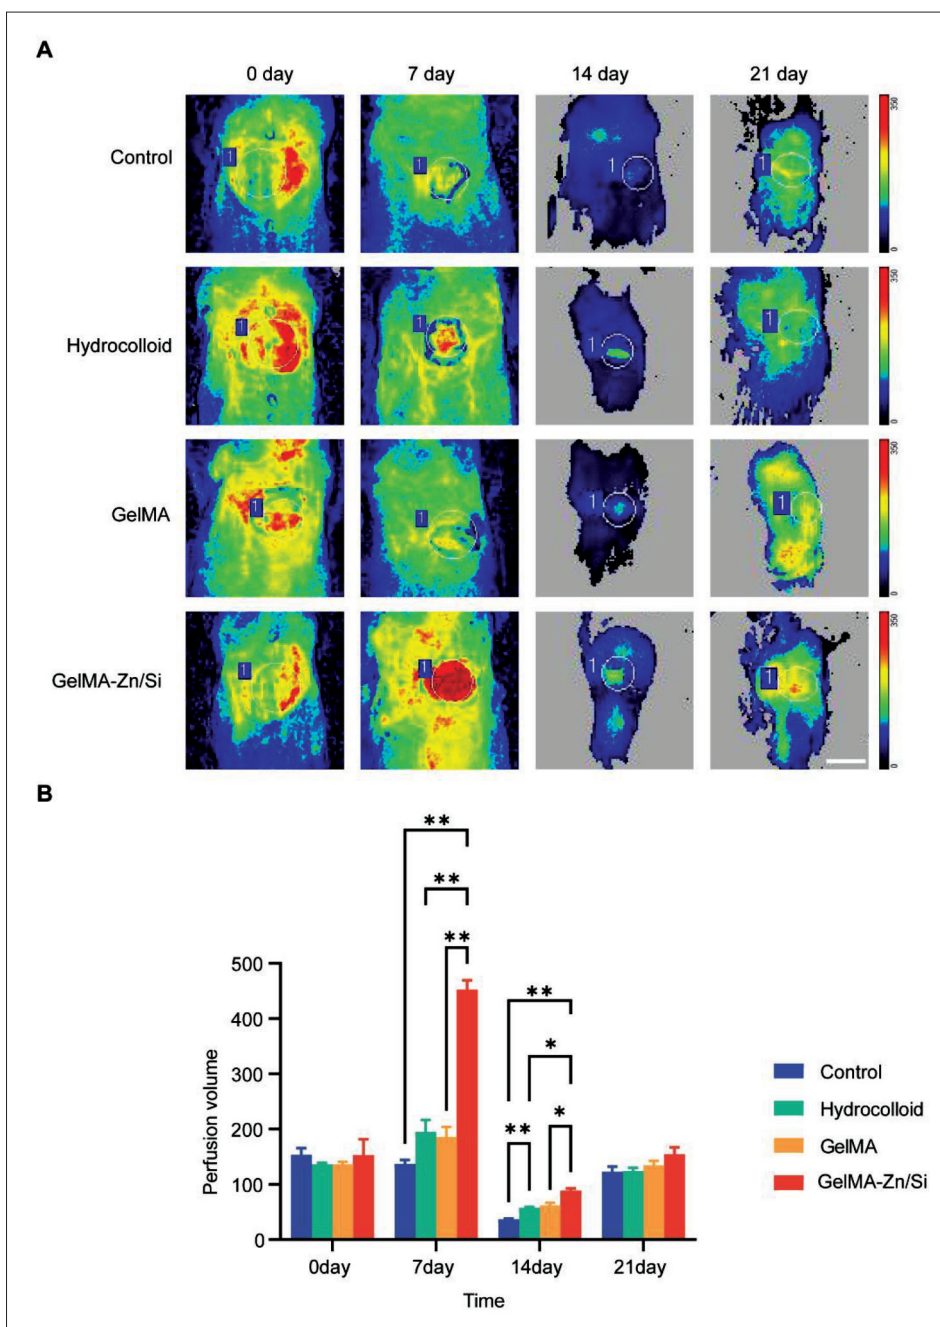 A
0 day 7 day 14 day 21 day
Control 1 1 1 1 350 0
Hydrocolloid 1 1 1 1 350 0
GelMA 1 1 1 1 350 0
GelMA-Zn/Si 1 1 1 1 350 0
B
**
**
**
**
*
**
*
500
400
300
200
100
0
Perfusion volume
0day 7day 14day 21day
Time
Control
Hydrocolloid
GelMA
GelMA-Zn/Si